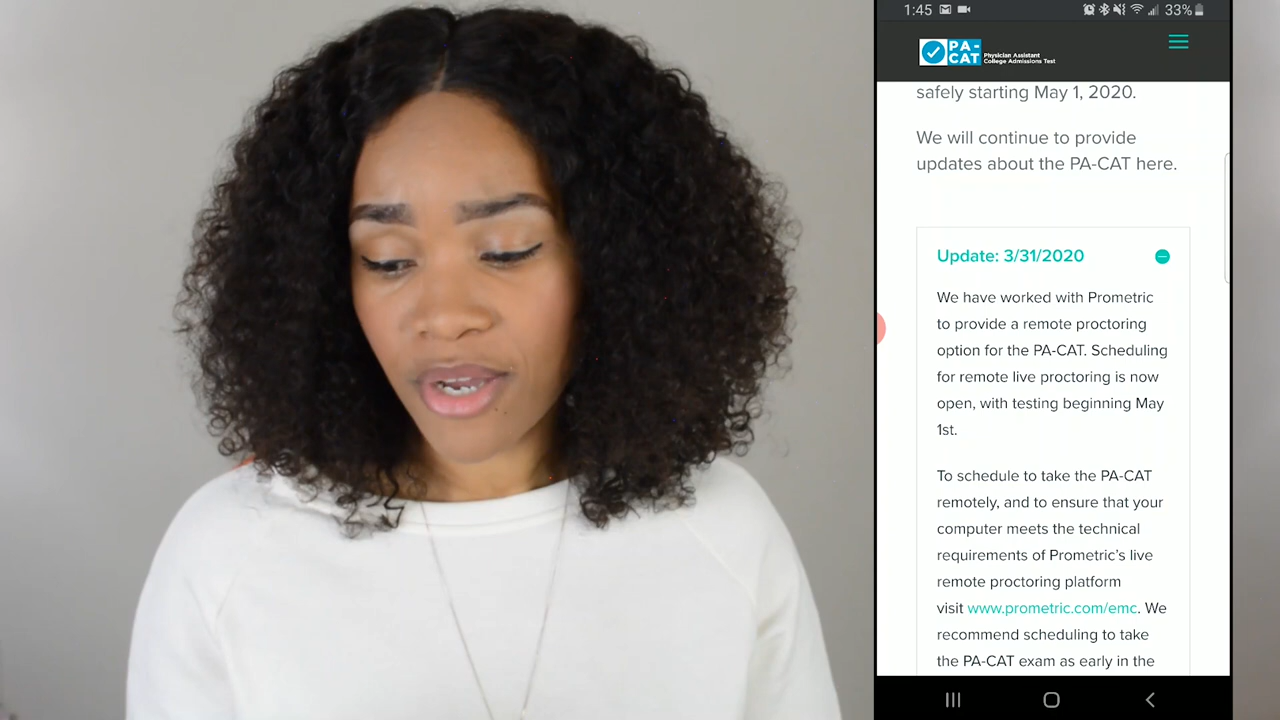 1:45
33%
PA-
CAT
Physician Assistant
College Admissions Test
safely starting May 1, 2020.
We will continue to provide
updates about the PA-CAT here.
Update: 3/31/2020
We have worked with Prometric
to provide a remote proctoring
option for the PA-CAT. Scheduling
for remote live proctoring is now
open, with testing beginning May
1st.
To schedule to take the PA-CAT
remotely, and to ensure that your
computer meets the technical
requirements of Prometric's live
remote proctoring platform
visit www.prometric.com/emc. We
recommend scheduling to take
the PA-CAT exam as early in the